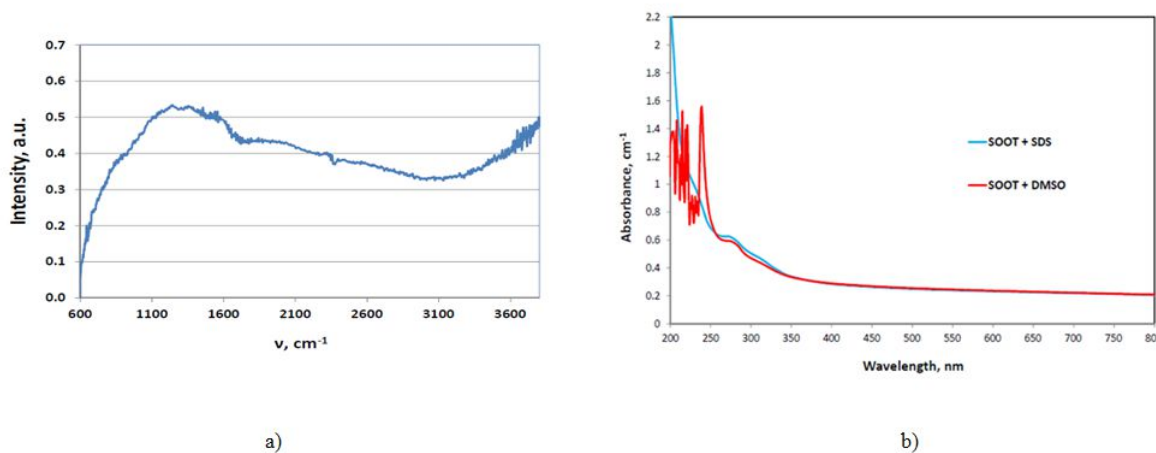 0.7
0.6
0.5
0.4
0.3
0.2
0.1
0.0
Intensity, a.u.
600 1100 1600 2100 2600 3100 3600
ν, cm-1
a)
2.2
2
1.8
1.6
1.4
1.2
1
0.8
0.6
0.4
0.2
0
Absorbance, cm-1
SOOT + SDS
SOOT + DMSO
200 250 300 350 400 450 500 550 600 650 700 750 80
Wavelength, nm
b)